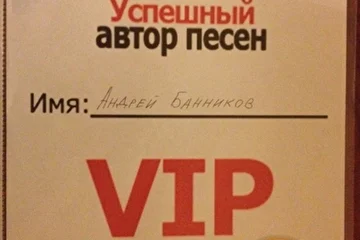 Успешный
автор песен
Имя: Андрей Банников
VIP